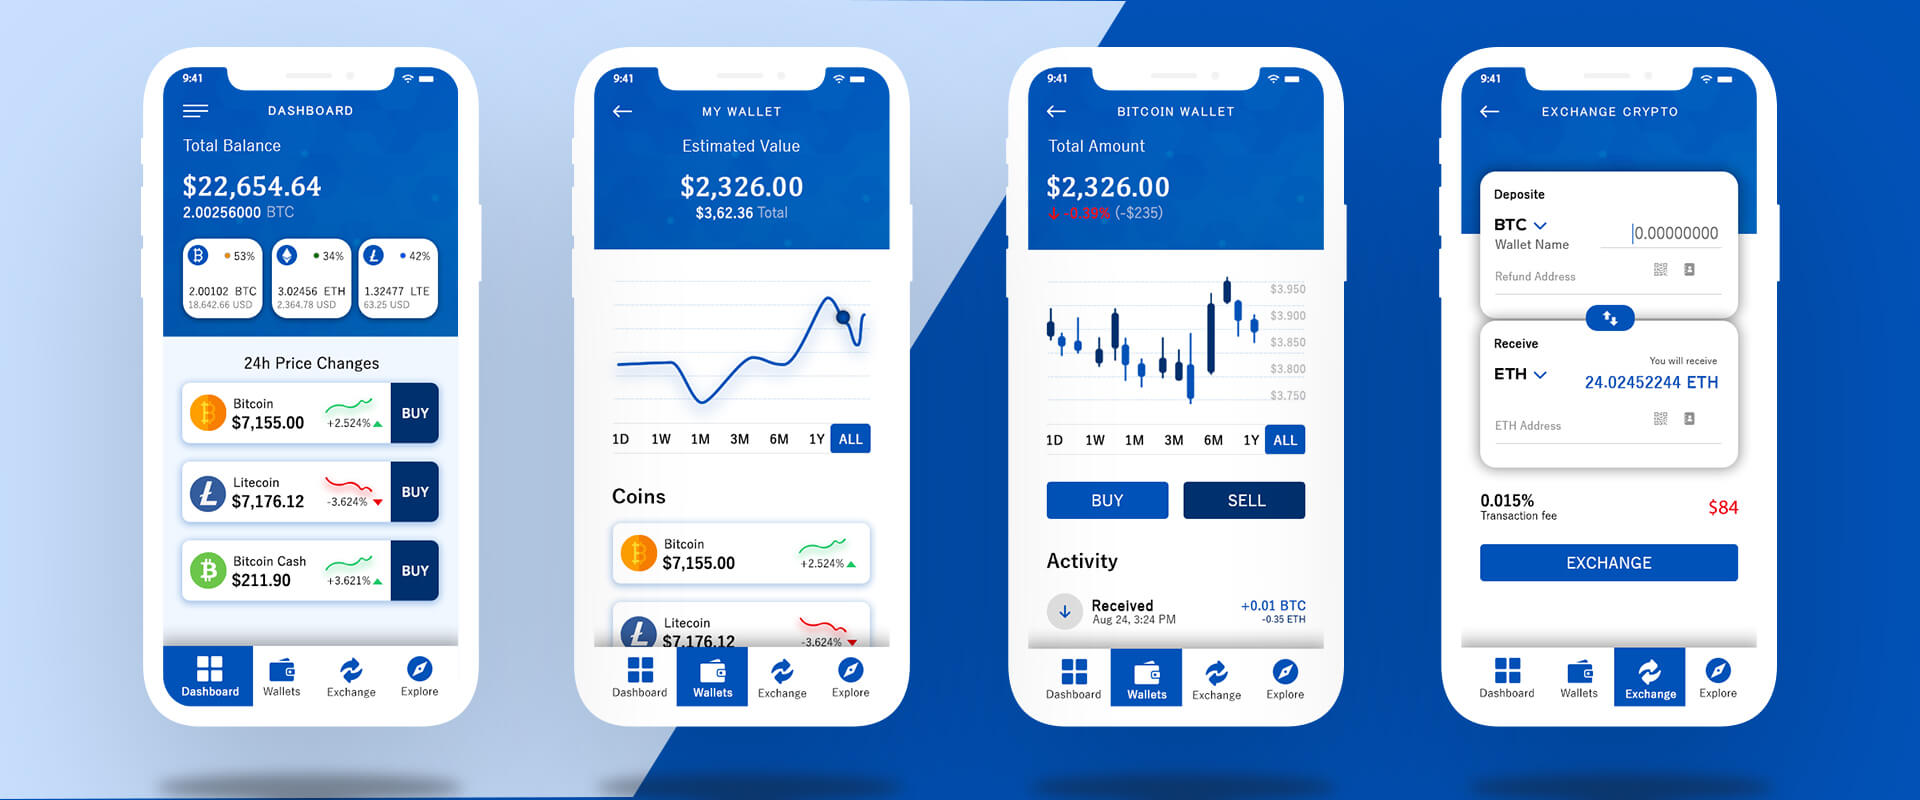 9:41
DASHBOARD
Total Balance
$22,654.64
2.00256000 BTC
53%
2.00102 BTC
18,642.66 USD
34%
3.02456 ETH
2,364.78 USD
42%
1.32477 LTE
63.25 USD
24h Price Changes
Bitcoin
$7,155.00
+2.524%
BUY
Litecoin
$7,176.12
-3.624%
BUY
Bitcoin Cash
$211.90
+3.621%
BUY
Dashboard Wallets Exchange Explore
9:41
MY WALLET
Estimated Value
$2,326.00
$3,62.36 Total
1D 1W 1M 3M 6M 1Y ALL
Coins
Bitcoin
$7,155.00
+2.524%
Litecoin
$7,176.12
-3.624%
Dashboard Wallets Exchange Explore
9:41
BITCOIN WALLET
Total Amount
$2,326.00
-0.39% (-$235)
$3.950
$3.900
$3.850
$3.800
$3.750
1D 1W 1M 3M 6M 1Y ALL
BUY SELL
Activity
Received
Aug 24, 3:24 PM
+0.01 BTC
-0.35 ETH
Dashboard Wallets Exchange Explore
9:41
EXCHANGE CRYPTO
Deposite
BTC
Wallet Name
0.00000000
Refund Address
Receive
You will receive
ETH
24.02452244 ETH
ETH Address
0.015%
Transaction fee
$84
EXCHANGE
Dashboard Wallets Exchange Explore